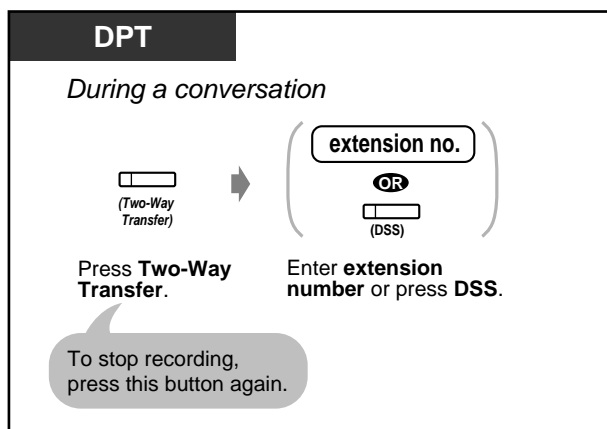 DPT
During a conversation
extension no.
OR
(Two-Way
Transfer)
(DSS)
Press Two-Way
Transfer.
Enter extension
number or press DSS.
To stop recording,
press this button again.